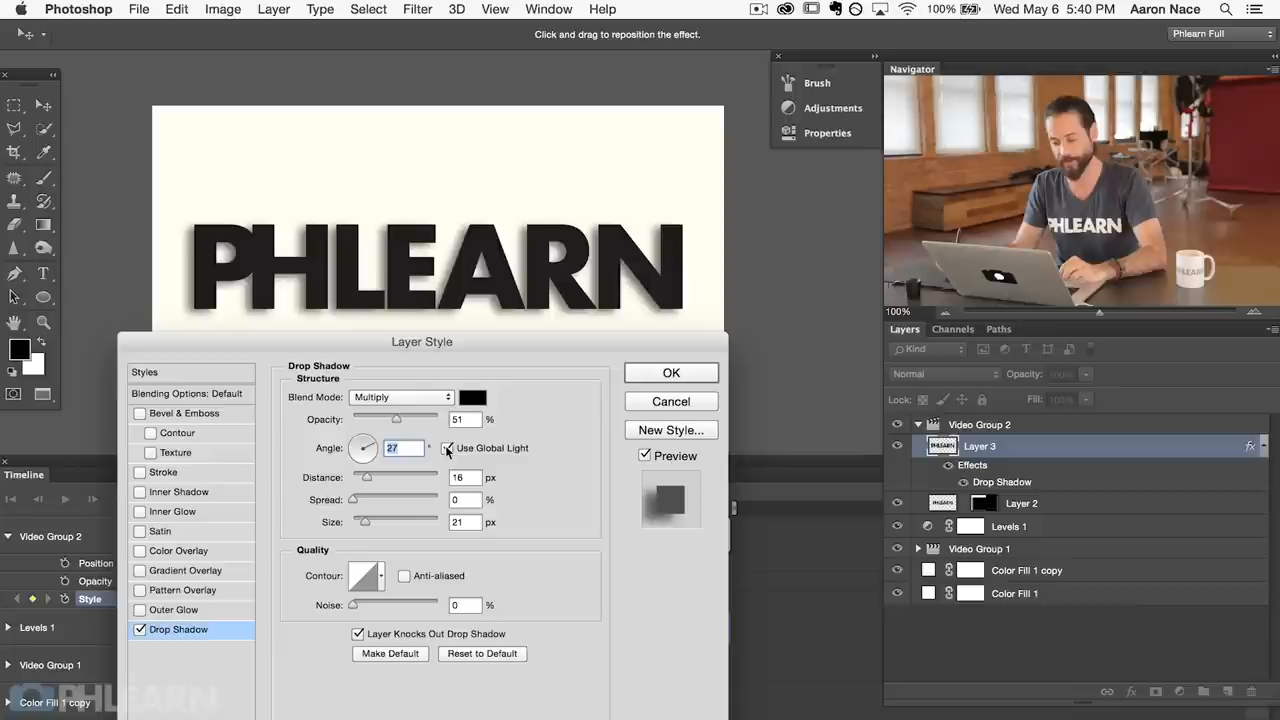 Photoshop File Edit Image Layer Type Select Filter 3D View Window Help 100% Wed May 6 5:40 PM Aaron Nace
Click and drag to reposition the effect.
Phlearn Full
Brush
Adjustments
Properties
Navigator
PHLEARN
PHLEARN
100%
PHLEARN
Layer Style
Styles
Blending Options: Default
Bevel & Emboss
Contour
Texture
Stroke
Inner Shadow
Inner Glow
Satin
Color Overlay
Gradient Overlay
Pattern Overlay
Outer Glow
Drop Shadow
Drop Shadow
Structure
Blend Mode: Multiply
Opacity: 51 %
Angle: 27 ° Use Global Light
Distance: 16 px
Spread: 0 %
Size: 21 px
Quality
Contour: Anti-aliased
Noise: 0 %
Layer Knocks Out Drop Shadow
Make Default Reset to Default
OK
Cancel
New Style...
Preview
Layers Channels Paths
Kind
Normal Opacity: 100%
Lock: Fill: 100%
Video Group 2
Layer 3 fx
Effects
Drop Shadow
Layer 2
Levels 1
Video Group 1
Color Fill 1 copy
Color Fill 1
fx
Timeline
Video Group 2
Position
Opacity
Style
Levels 1
Video Group 1
Color Fill 1 copy
PHLEARN